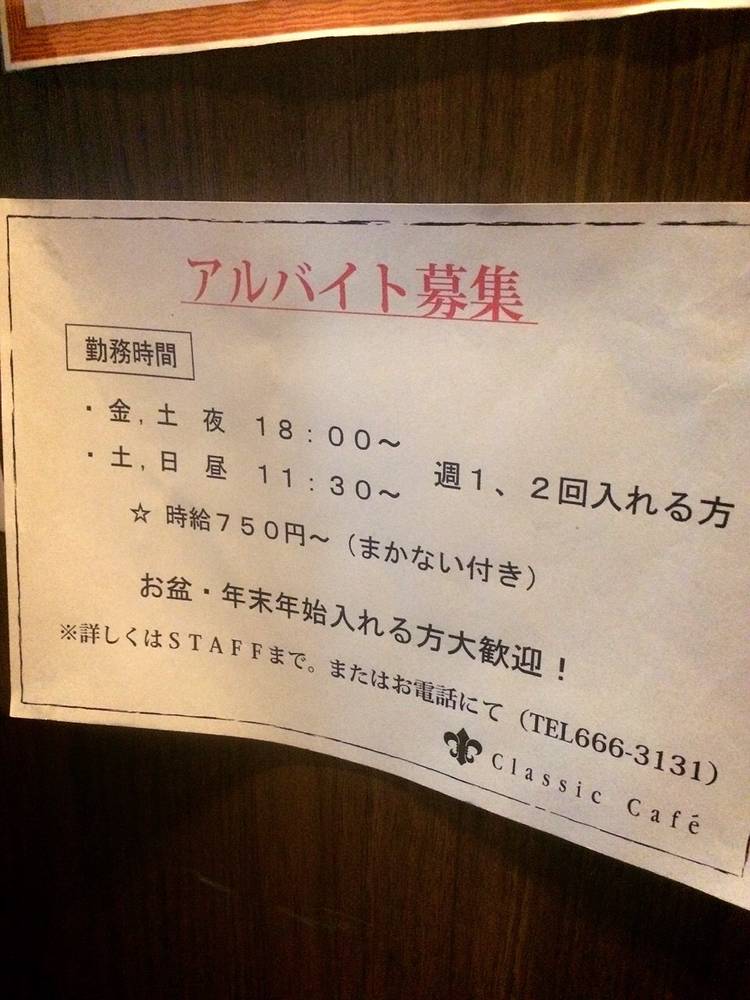 アルバイト募集
勤務時間
・金,土 夜 18:00～
・土,日 昼 11:30～
週1、2回入れる方
☆ 時給750円～（まかない付き）
お盆・年末年始入れる方大歓迎！
※詳しくはSTAFFまで。またはお電話にて（TEL666-3131）
Classic Café